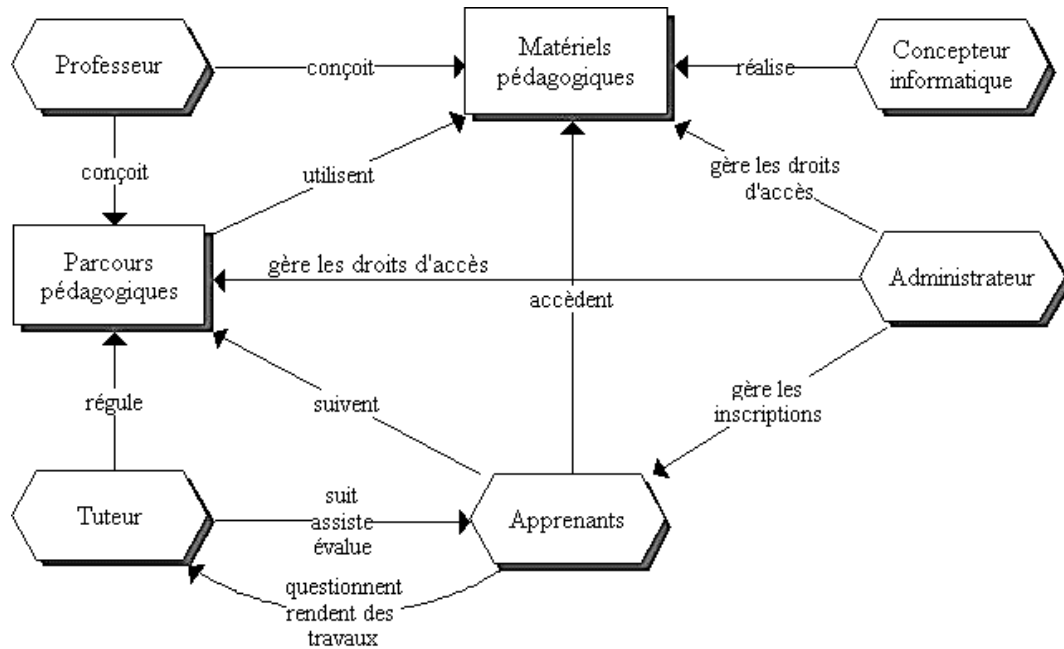 Professeur
conçoit
Matériels
pédagogiques
réalise
Concepteur
informatique
conçoit
utilisent
gère les droits
d'accès
Parcours
pédagogiques
gère les droits d'accès
accèdent
Administrateur
régule
suivent
gère les
inscriptions
Tuteur
suit
assiste
évalue
Apprenants
questionnent
rendent des
travaux